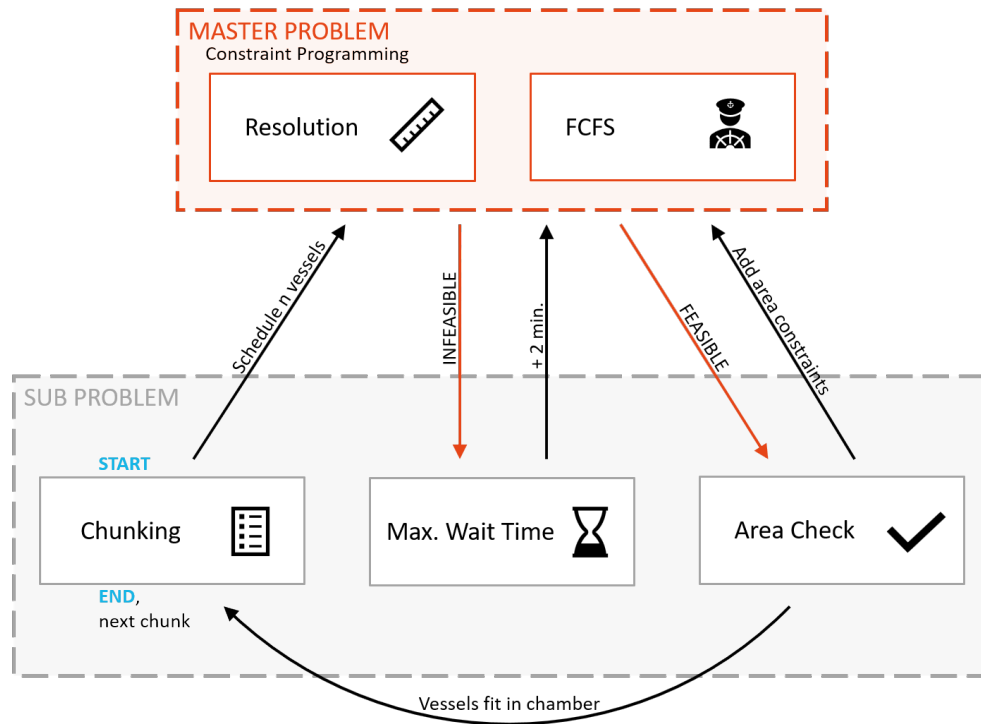 MASTER PROBLEM
Constraint Programming
Resolution
FCFS
Schedule n vessels
INFEASIBLE
+ 2 min.
FEASIBLE
Add area constraints
SUB PROBLEM
START
Chunking
Max. Wait Time
Area Check
END,
next chunk
Vessels fit in chamber